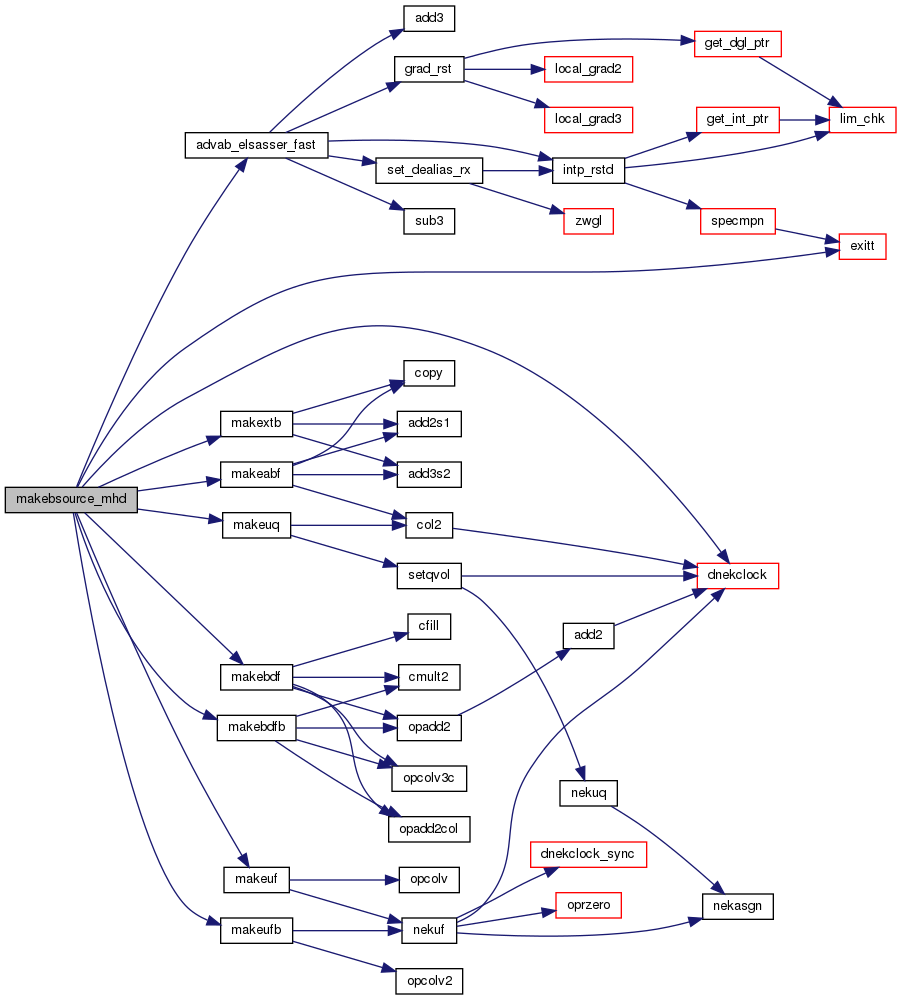 add3
get_dgl_ptr
grad_rst
local_grad2
local_grad3
get_int_ptr
lim_chk
advab_elsasser_fast
set_dealias_rx
intp_rstd
sub3
zwgl
specmpn
exitt
copy
makextb
add2s1
makeabf
add3s2
makebsource_mhd
makeuq
col2
setqvol
dnekclock
cfill
add2
makebdf
cmult2
makebdfb
opadd2
opcolv3c
nekuq
opadd2col
dnekclock_sync
makeuf
opcolv
oprzero
nekasgn
makeufb
nekuf
opcolv2